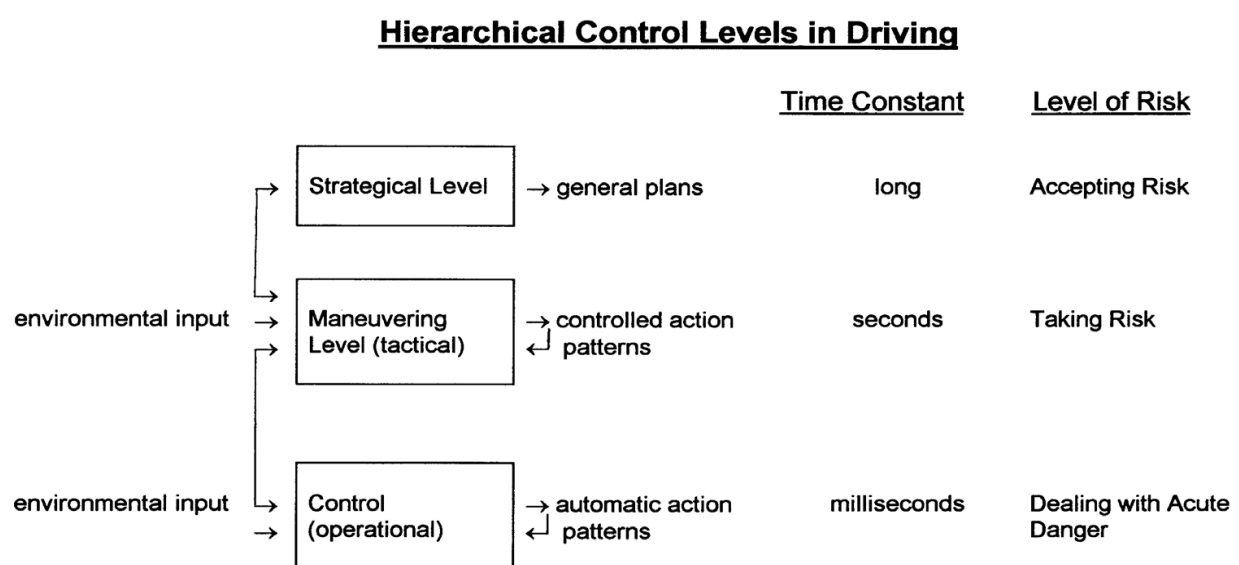 Hierarchical Control Levels in Driving
Time Constant Level of Risk
Strategical Level → general plans long Accepting Risk
environmental input → Maneuvering → controlled action seconds Taking Risk
Level (tactical) patterns
environmental input Control → automatic action milliseconds Dealing with Acute
(operational) patterns Danger